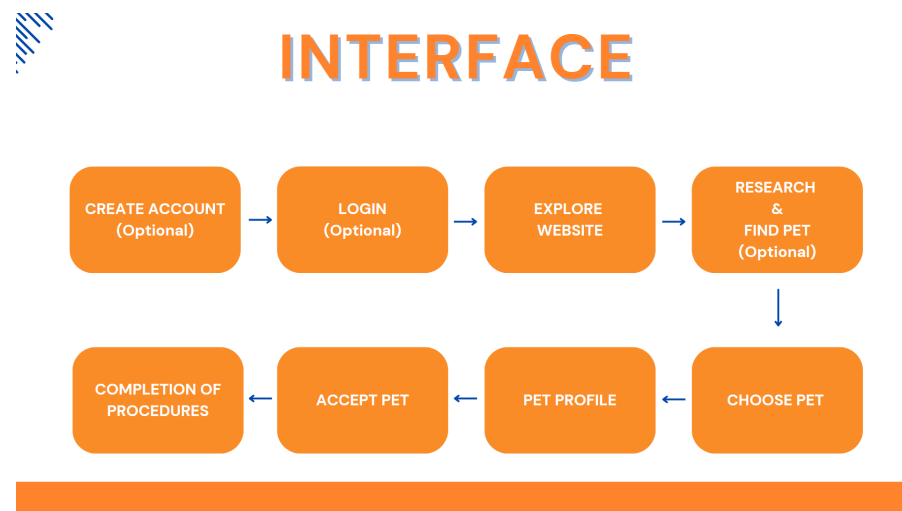 INTERFACE
CREATE ACCOUNT
(Optional)
LOGIN
(Optional)
EXPLORE
WEBSITE
RESEARCH
&
FIND PET
(Optional)
CHOOSE PET
PET PROFILE
ACCEPT PET
COMPLETION OF
PROCEDURES